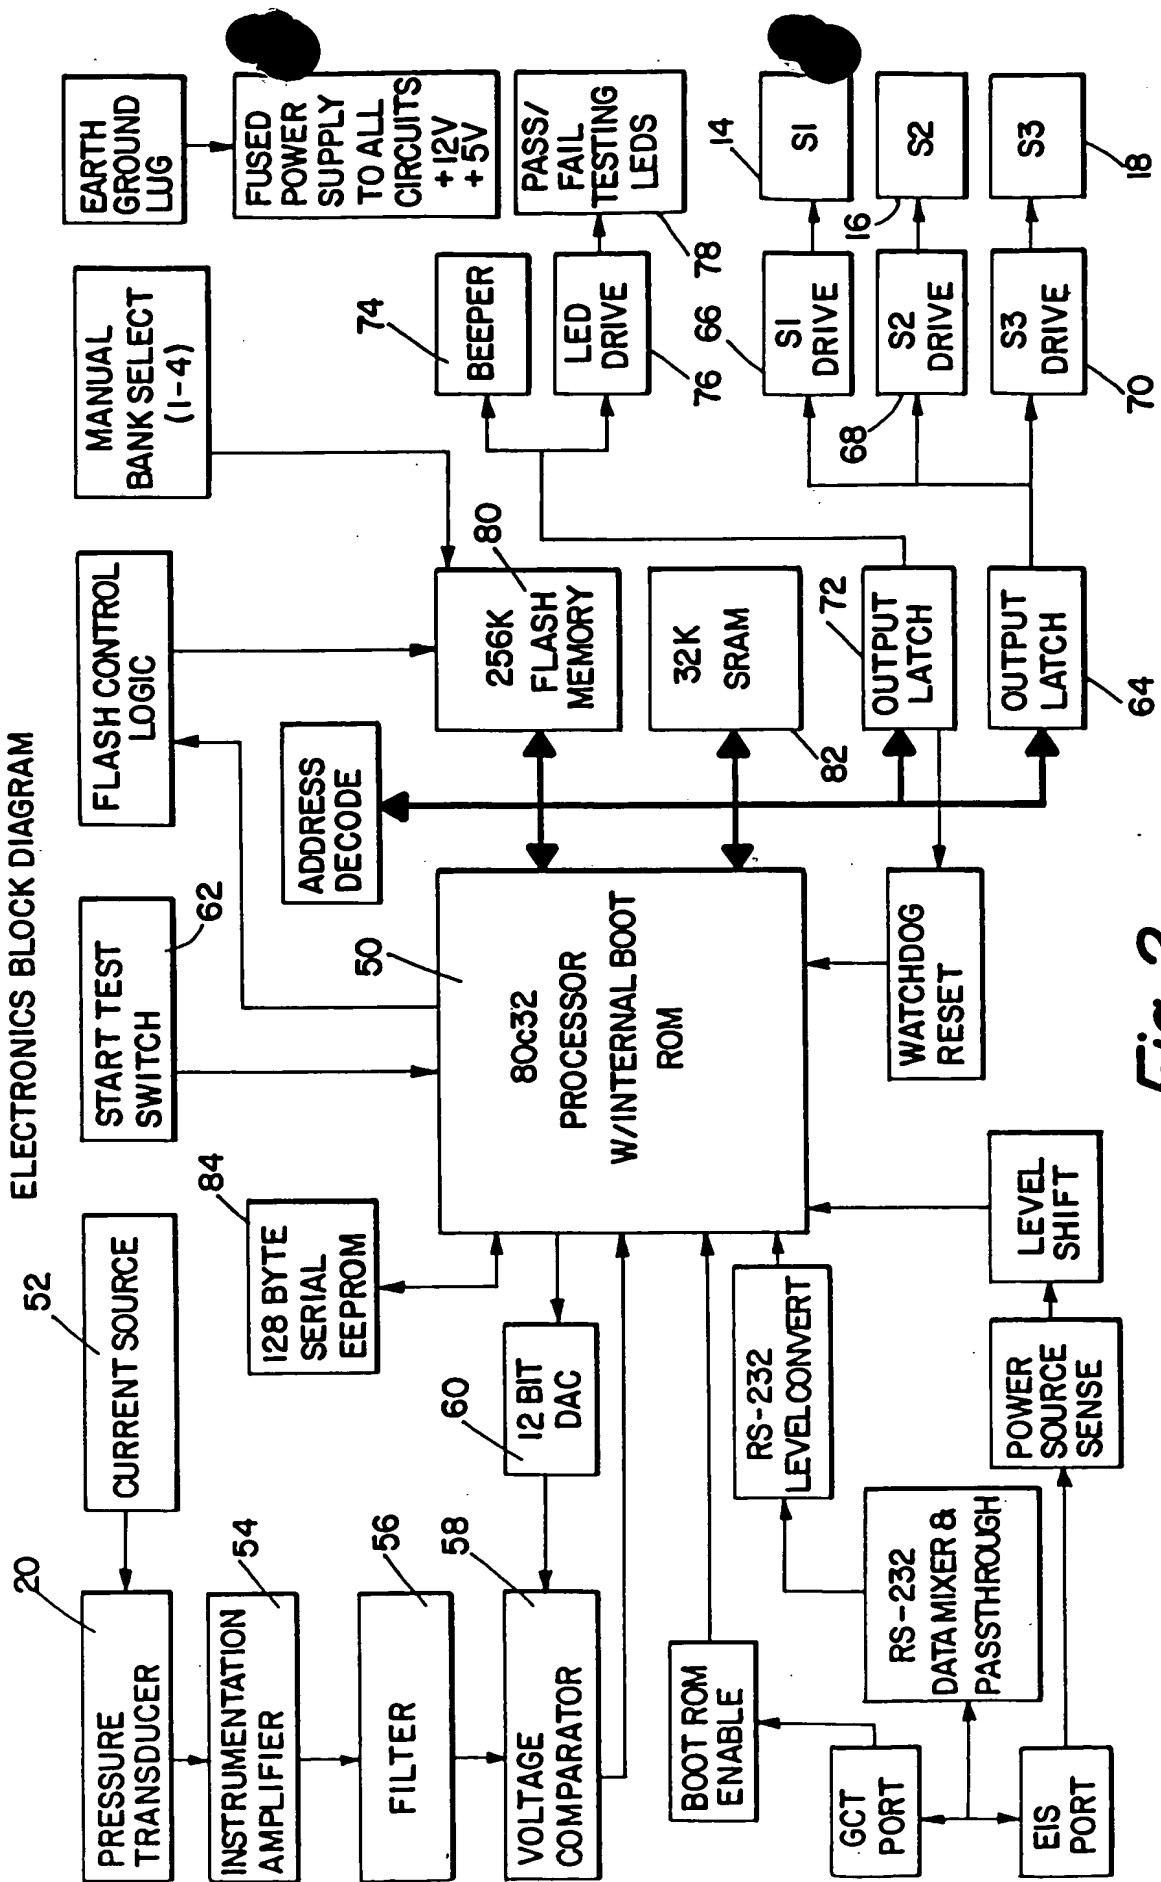 ELECTRONICS BLOCK DIAGRAM
20
PRESSURE
TRANSDUCER
52
CURRENT SOURCE
START TEST
SWITCH
62
FLASH CONTROL
LOGIC
MANUAL
BANK SELECT
(1-4)
EARTH
GROUND
LUG
54
INSTRUMENTATION
AMPLIFIER
84
128 BYTE
SERIAL
EEPROM
ADDRESS
DECODE
FUSED
POWER
SUPPLY
TO ALL
CIRCUITS
+12V
+5V
56
FILTER
60
12 BIT
DAC
50
80c32
PROCESSOR
W/INTERNAL BOOT
ROM
80
256K
FLASH
MEMORY
74
BEEPER
PASS/
FAIL
TESTING
LEDS
78
LED
DRIVE
76
58
VOLTAGE
COMPARATOR
32K
SRAM
82
BOOT ROM
ENABLE
RS-232
LEVEL CONVERT
66
S1
DRIVE
14
S1
GCT
PORT
RS-232
DATA MIXER &
PASSTHROUGH
WATCHDOG
RESET
72
OUTPUT
LATCH
68
S2
DRIVE
16
S2
EIS
PORT
POWER
SOURCE
SENSE
LEVEL
SHIFT
OUTPUT
LATCH
64
S3
DRIVE
70
S3
18
Fig. 2